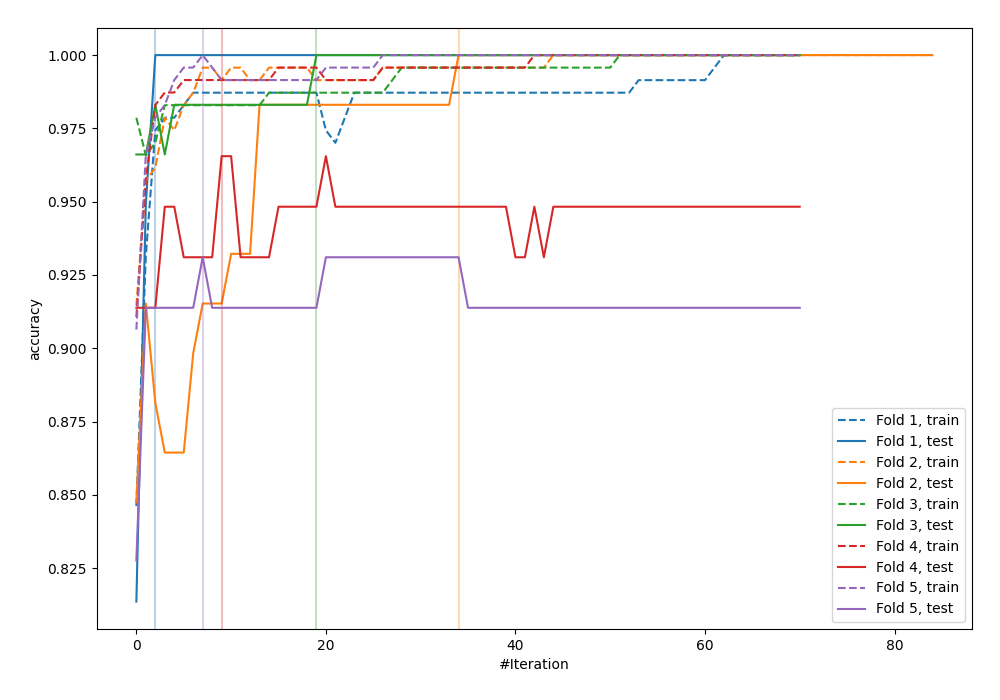 1.000
0.975
0.950
0.925
0.900
0.875
0.850
0.825
accuracy
0
20
40
60
80
#Iteration
Fold 1, train
Fold 1, test
Fold 2, train
Fold 2, test
Fold 3, train
Fold 3, test
Fold 4, train
Fold 4, test
Fold 5, train
Fold 5, test